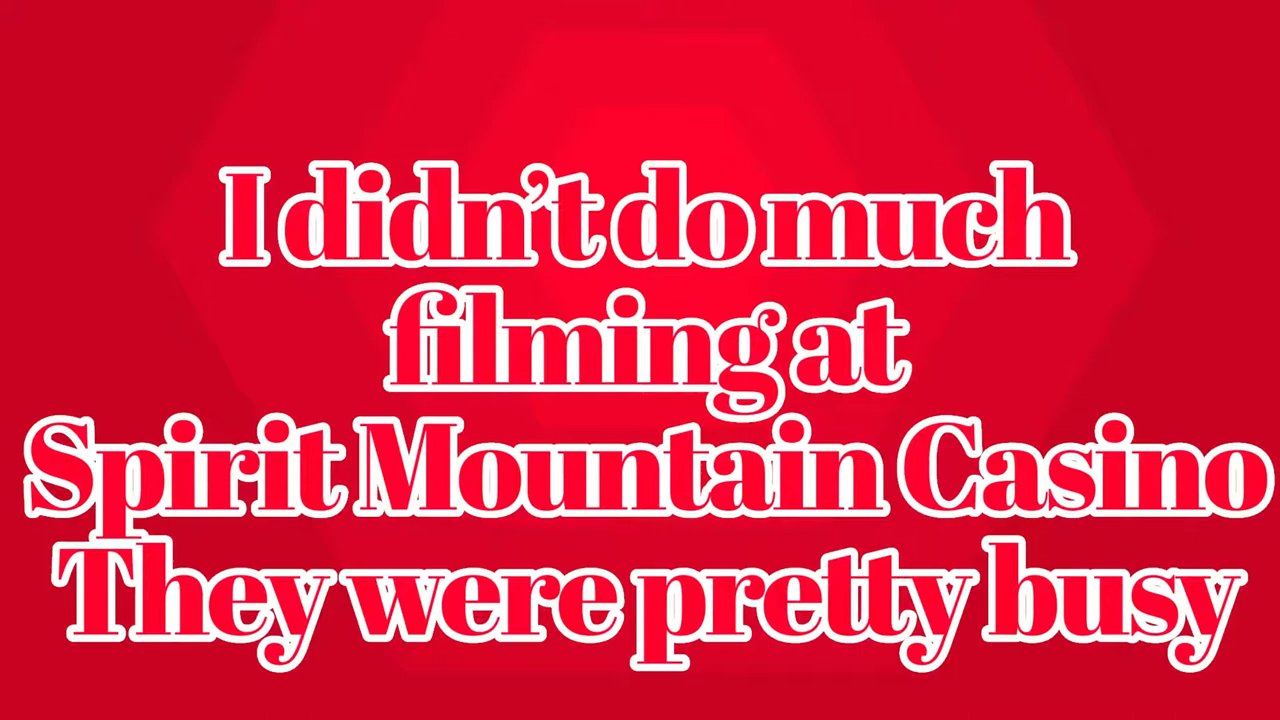 I didn't do much
filming at
Spirit Mountain Casino
They were pretty busy